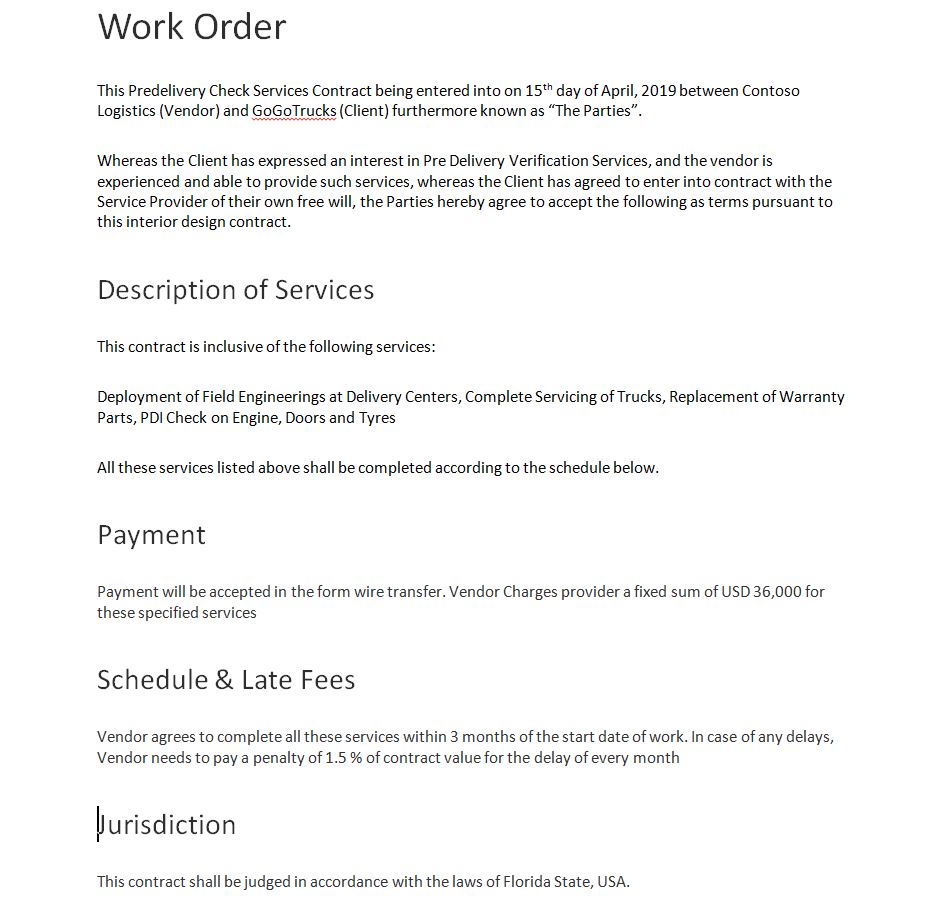 Work Order
This Predelivery Check Services Contract being entered into on 15th day of April, 2019 between Contoso
Logistics (Vendor) and GoGoTrucks (Client) furthermore known as “The Parties”.
Whereas the Client has expressed an interest in Pre Delivery Verification Services, and the vendor is
experienced and able to provide such services, whereas the Client has agreed to enter into contract with the
Service Provider of their own free will, the Parties hereby agree to accept the following as terms pursuant to
this interior design contract.
Description of Services
This contract is inclusive of the following services:
Deployment of Field Engineerings at Delivery Centers, Complete Servicing of Trucks, Replacement of Warranty
Parts, PDI Check on Engine, Doors and Tyres
All these services listed above shall be completed according to the schedule below.
Payment
Payment will be accepted in the form wire transfer. Vendor Charges provider a fixed sum of USD 36,000 for
these specified services
Schedule & Late Fees
Vendor agrees to complete all these services within 3 months of the start date of work. In case of any delays,
Vendor needs to pay a penalty of 1.5 % of contract value for the delay of every month
Jurisdiction
This contract shall be judged in accordance with the laws of Florida State, USA.